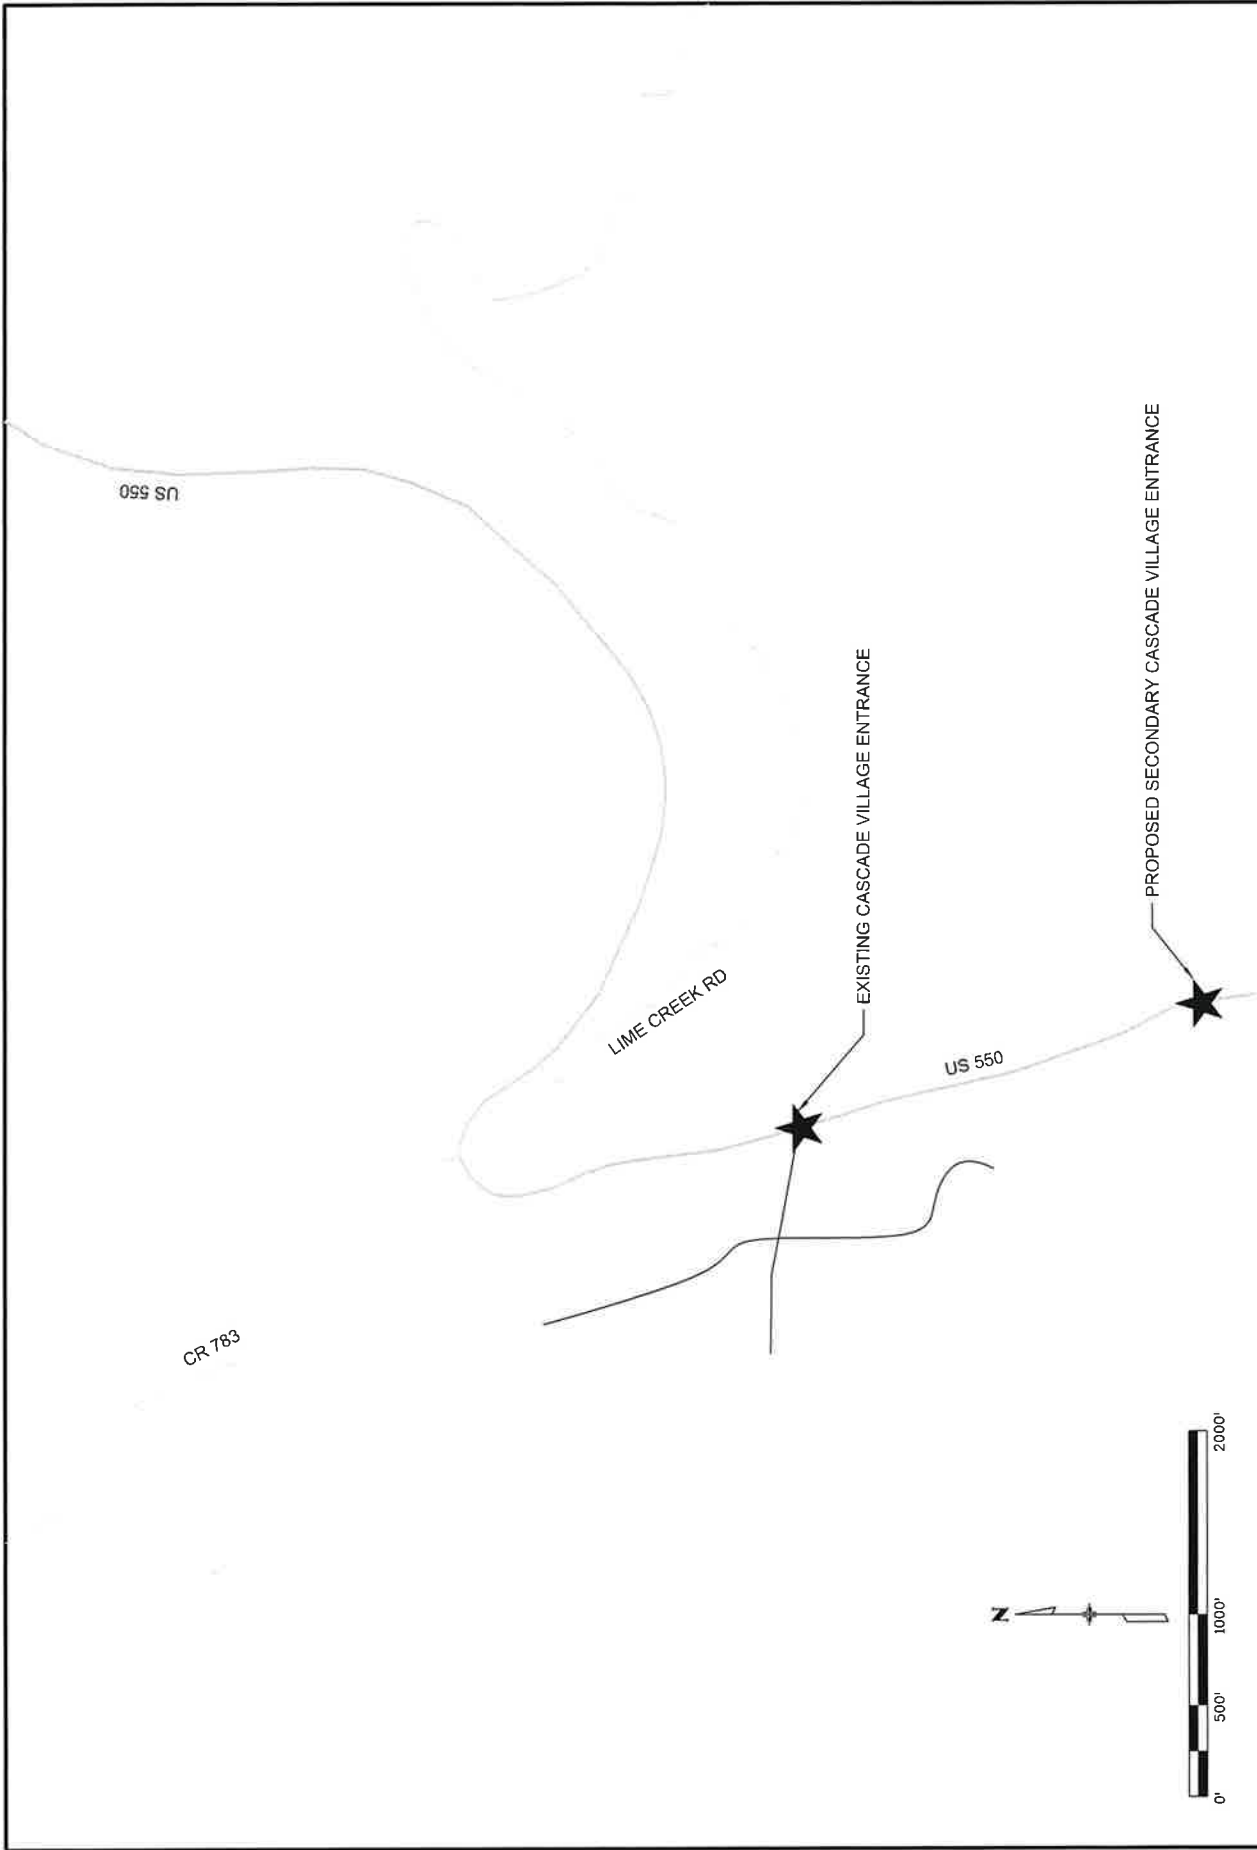 US 550
LIME CREEK RD
EXISTING CASCADE VILLAGE ENTRANCE
PROPOSED SECONDARY CASCADE VILLAGE ENTRANCE
US 550
CR 783
N
0' 500' 1000' 2000'